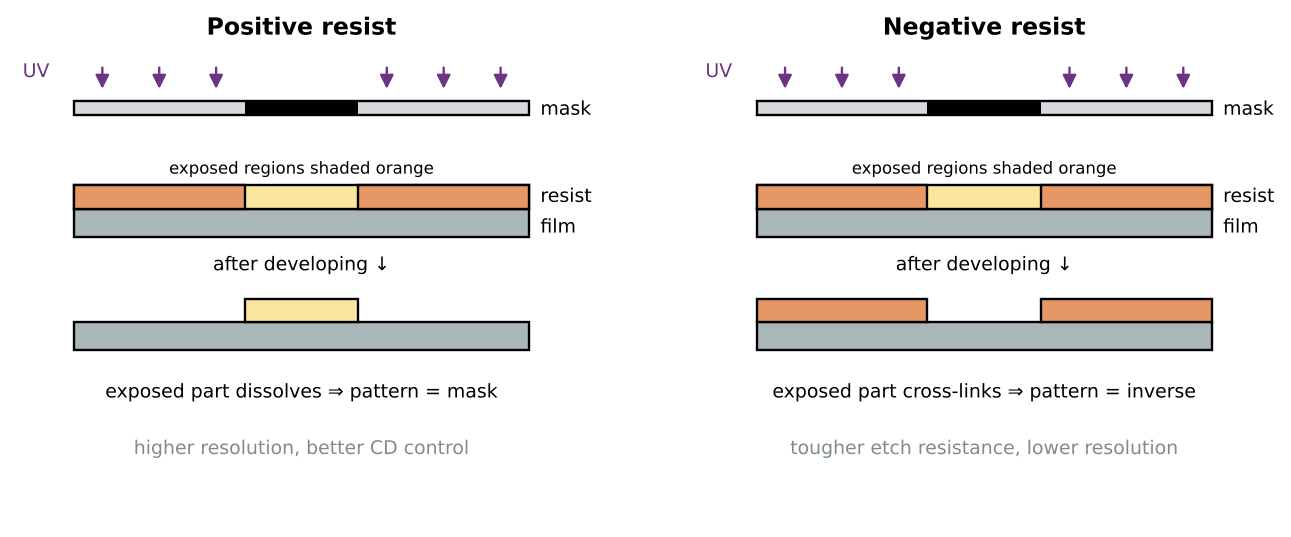 Positive resist
UV
mask
exposed regions shaded orange
resist
film
after developing ↓
exposed part dissolves ⇒ pattern = mask
higher resolution, better CD control
Negative resist
UV
mask
exposed regions shaded orange
resist
film
after developing ↓
exposed part cross-links ⇒ pattern = inverse
tougher etch resistance, lower resolution